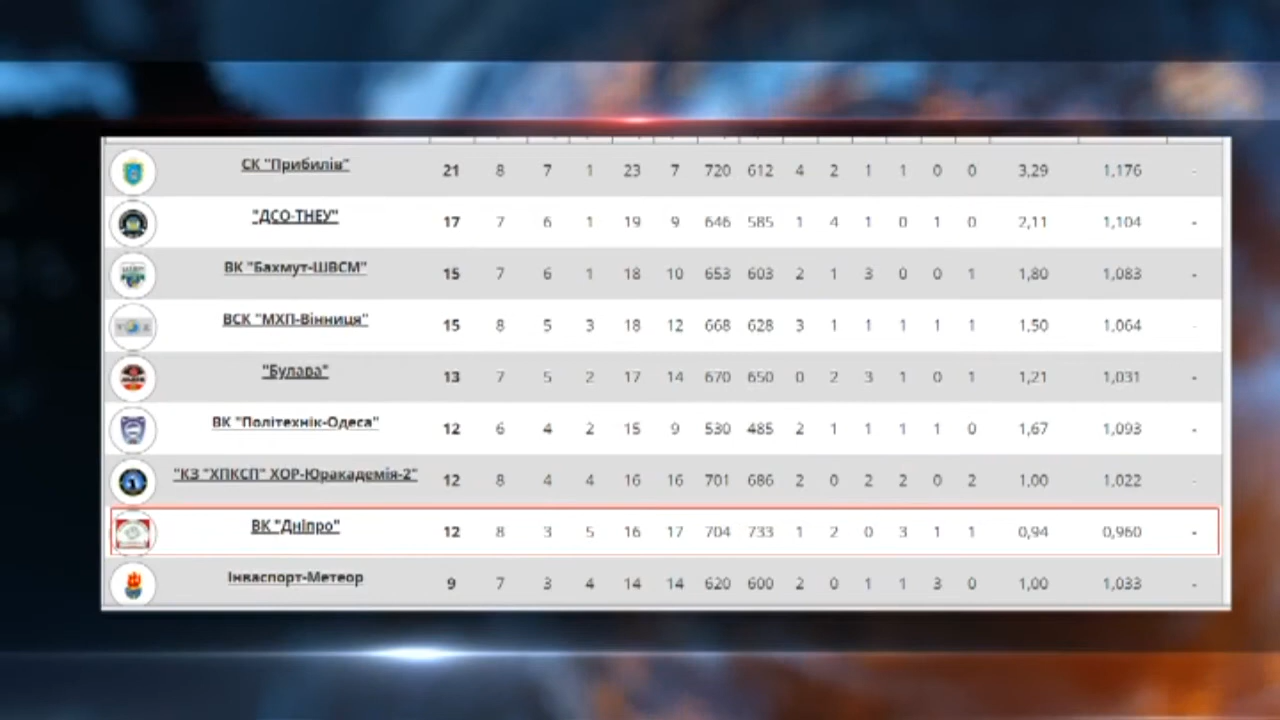 СК "Прибилів" 21 8 7 1 23 7 720 612 4 2 1 1 0 0 3,29 1,176 -
"ДСО-ТНЕУ" 17 7 6 1 19 9 646 585 1 4 1 0 1 0 2,11 1,104 -
ВК "Бахмут-ШВСМ" 15 7 6 1 18 10 653 603 2 1 3 0 0 1 1,80 1,083 -
ВСК "МХП-Вінниця" 15 8 5 3 18 12 668 628 3 1 1 1 1 1 1,50 1,064 -
"Булава" 13 7 5 2 17 14 670 650 0 2 3 1 0 1 1,21 1,031 -
ВК "Політехнік-Одеса" 12 6 4 2 15 9 530 485 2 1 1 1 1 0 1,67 1,093 -
"КЗ "ХПКСП" ХОР-Юракадемія-2" 12 8 4 4 16 16 701 686 2 0 2 2 0 2 1,00 1,022 -
ВК "Дніпро" 12 8 3 5 16 17 704 733 1 2 0 3 1 1 0,94 0,960 -
Інваспорт-Метеор 9 7 3 4 14 14 620 600 2 0 1 1 3 0 1,00 1,033 -